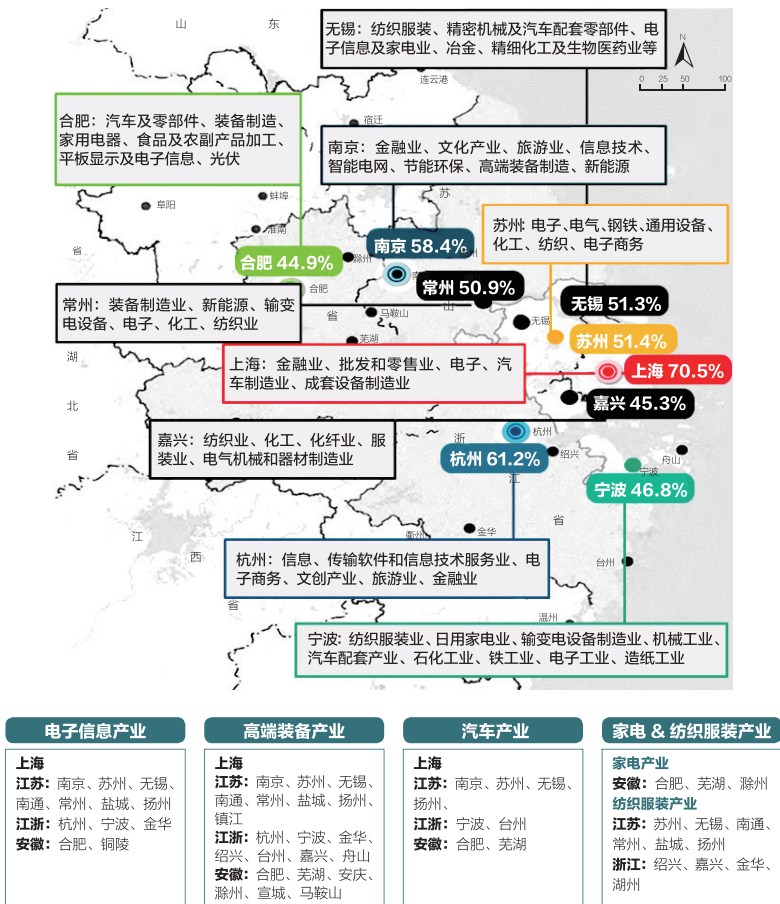 山 东
无锡：纺织服装、精密机械及汽车配套零部件、电
子信息及家电业、冶金、精细化工及生物医药业等
N
0 25 50 100
连云港
合肥：汽车及零部件、装备制造、
家用电器、食品及农副产品加工、
平板显示及电子信息、光伏
宿迁
南京：金融业、文化产业、旅游业、信息技术、
智能电网、节能环保、高端装备制造、新能源
苏
蚌埠
阜阳
苏州: 电子、电气、钢铁、通用设备、
化工、纺织、电子商务
淮南
省
南京 58.4%
合肥 44.9%
滁州
州
合肥
常州 50.9%
常州：装备制造业、新能源、输变
电设备、电子、化工、纺织业
省
马鞍山
山
无锡 51.3%
无锡
苏州 51.4%
芜湖
湖
上海：金融业、批发和零售业、电子、汽
车制造业、成套设备制造业
上海 70.5%
北
嘉兴 45.3%
嘉兴：纺织业、化工、化纤业、服
装业、电气机械和器材制造业
浙
杭州
省
杭州 61.2%
绍兴
舟山
宁波
江
宁波 46.8%
省
金华
衢州
江
西
杭州：信息、传输软件和信息技术服务业、电
子商务、文创产业、旅游业、金融业
台州
省
温州
宁波: 纺织服装业、日用家电业、输变电设备制造业、机械工业、
汽车配套产业、石化工业、铁工业、电子工业、造纸工业
电子信息产业
上海
江苏：南京、苏州、无锡、
南通、常州、盐城、扬州
江浙：杭州、宁波、金华
安徽：合肥、铜陵
高端装备产业
上海
江苏：南京、苏州、无锡、
南通、常州、盐城、扬州、
镇江
江浙：杭州、宁波、金华、
绍兴、台州、嘉兴、舟山
安徽：合肥、芜湖、安庆、
滁州、宣城、马鞍山
汽车产业
上海
江苏：南京、苏州、无锡、
扬州、
江浙：宁波、台州
安徽：合肥、芜湖
家电 & 纺织服装产业
家电产业
安徽：合肥、芜湖、滁州
纺织服装产业
江苏：苏州、无锡、南通、
常州、盐城、扬州
浙江：绍兴、嘉兴、金华、
湖州